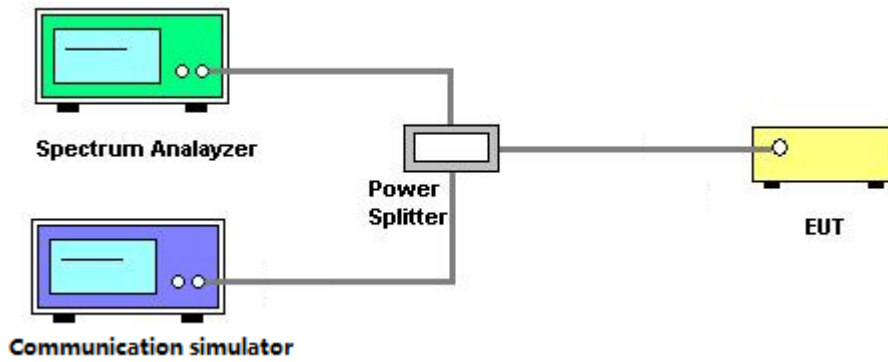 Spectrum Analayzer
Power
Splitter
EUT
Communication simulator